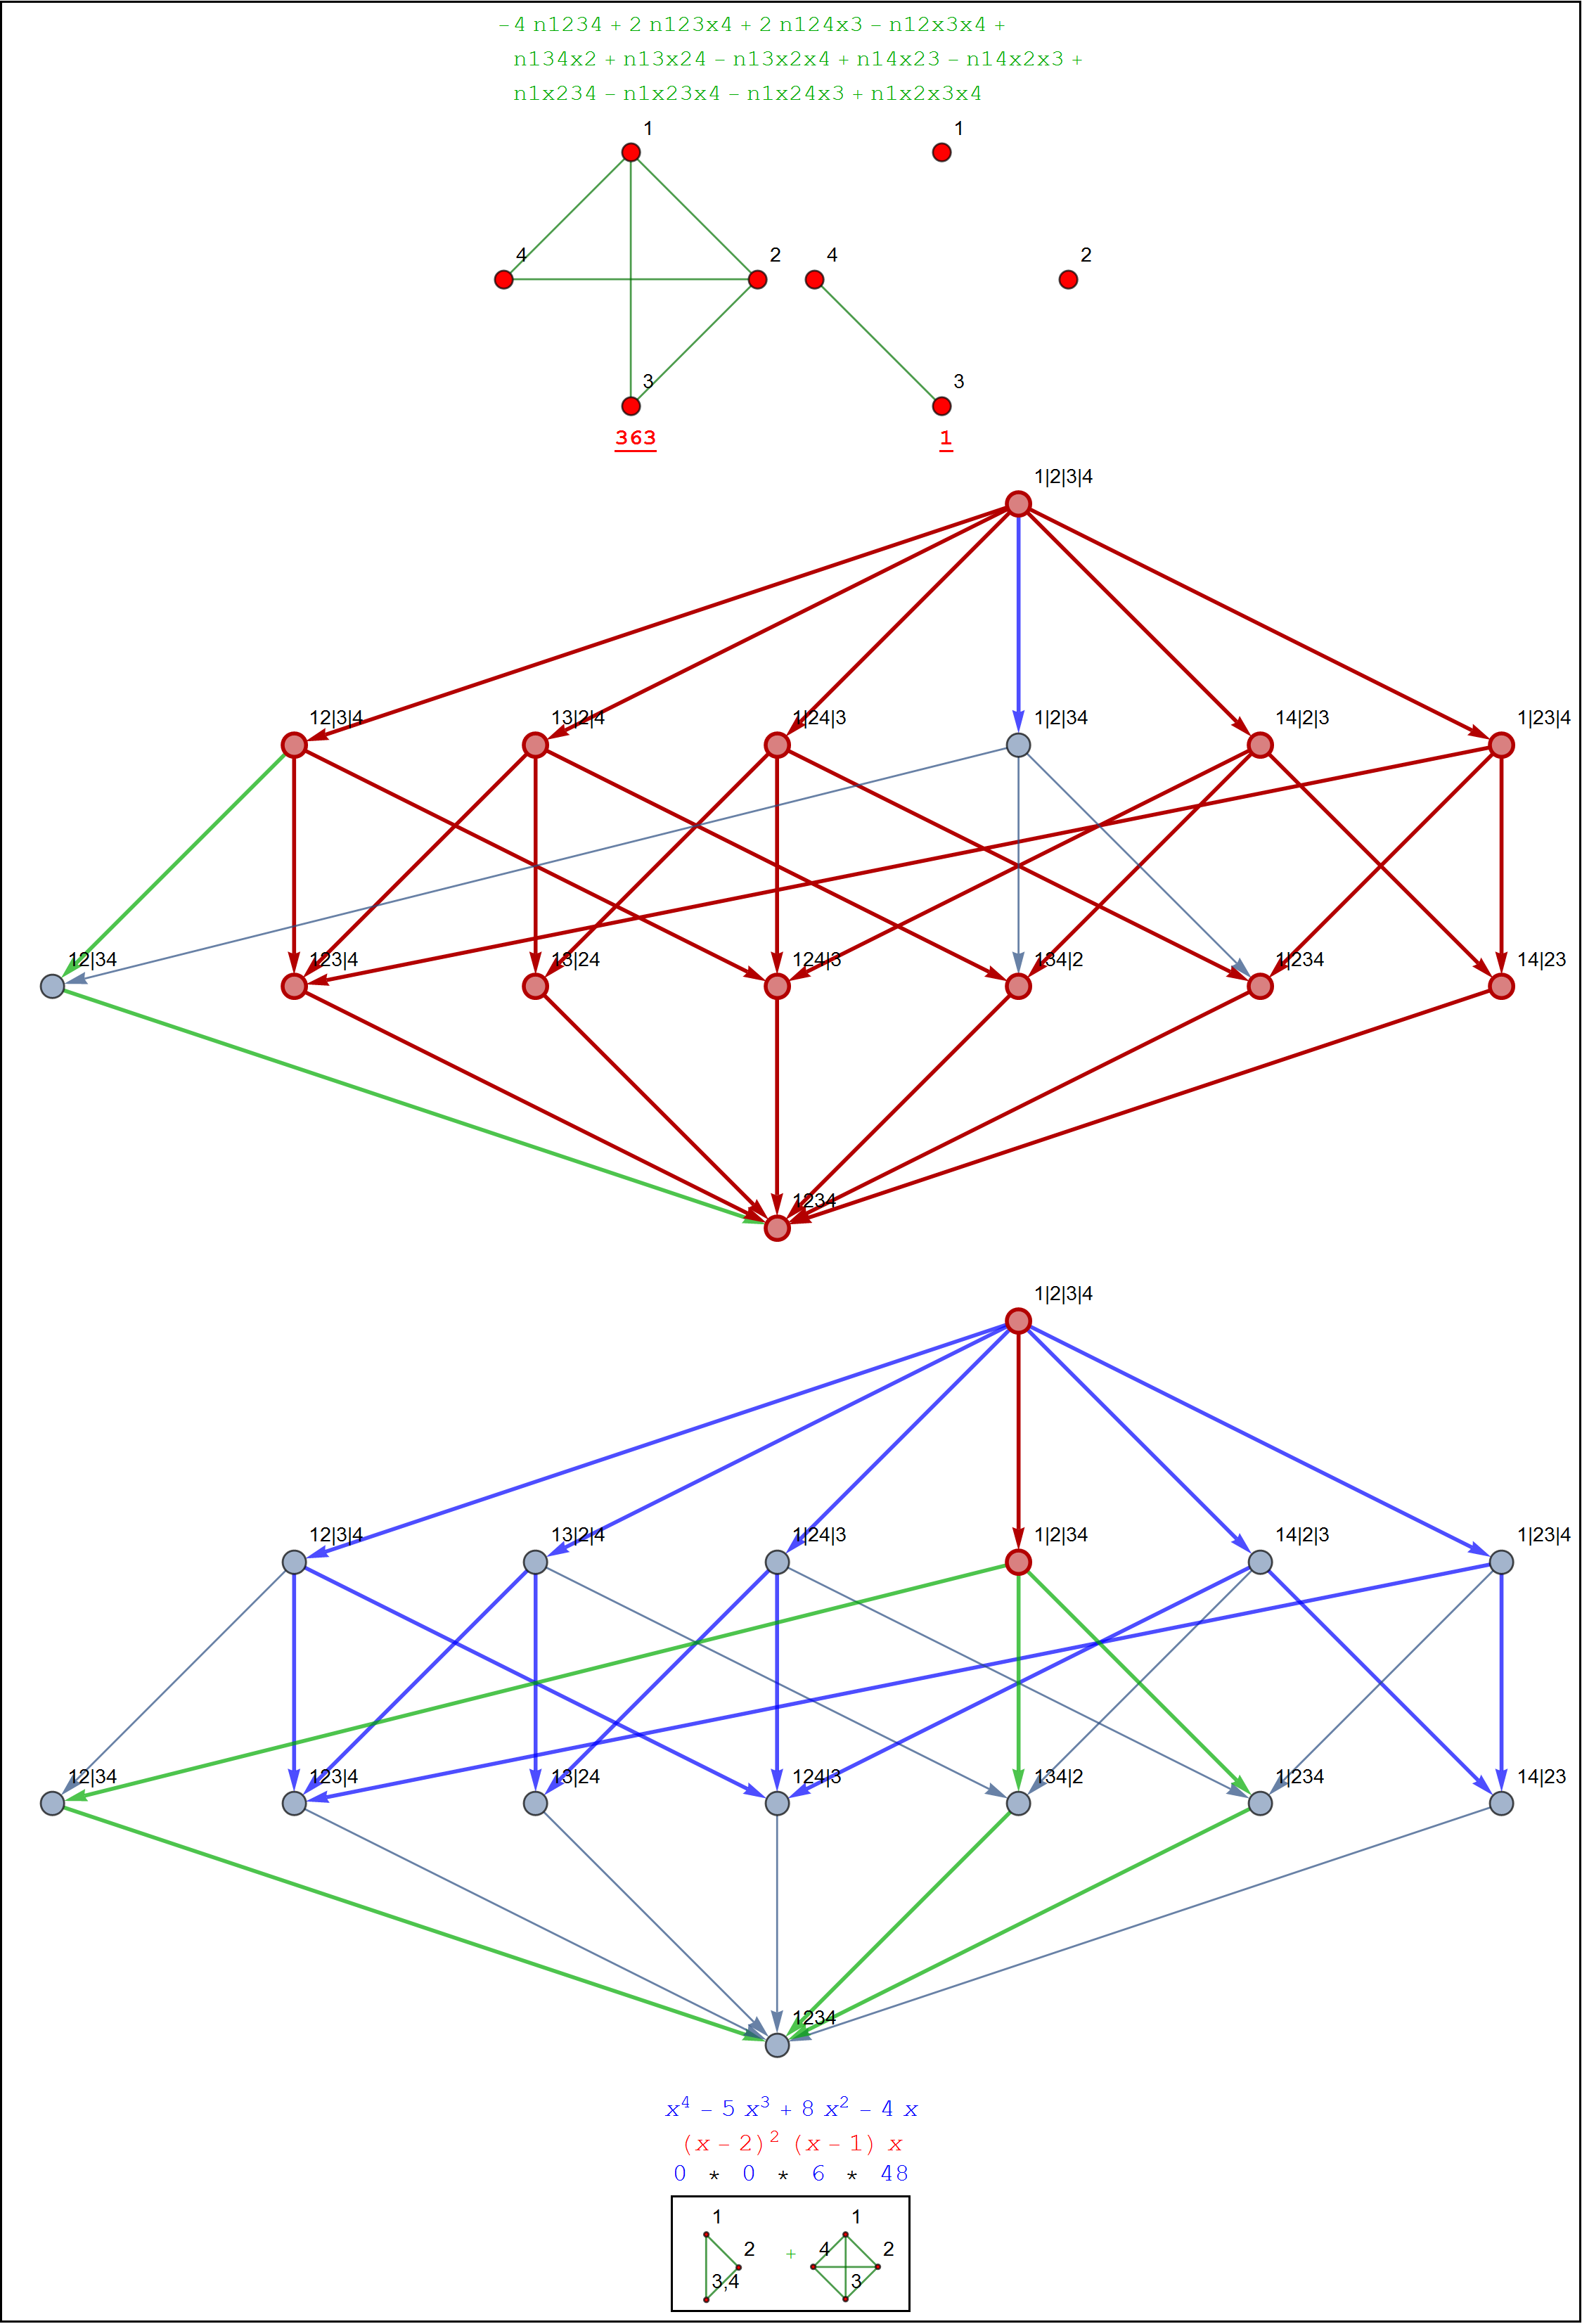 -4 n1234 + 2 n123x4 + 2 n124x3 - n12x3x4 +
n134x2 + n13x24 - n13x2x4 + n14x23 - n14x2x3 +
n1x234 - n1x23x4 - n1x24x3 + n1x2x3x4
1 1
4 2 4 2
3 3
363 1
1|2|3|4
12|3|4 13|2|4 1|24|3 1|2|34 14|2|3 1|23|4
12|34 123|4 13|24 124|3 134|2 1|234 14|23
1234
1|2|3|4
12|3|4 13|2|4 1|24|3 1|2|34 14|2|3 1|23|4
12|34 123|4 13|24 124|3 134|2 1|234 14|23
1234
x⁴ - 5 x³ + 8 x² - 4 x
(x - 2)² (x - 1) x
0 * 0 * 6 * 48
1 1
2 + 4 2
3,4 3